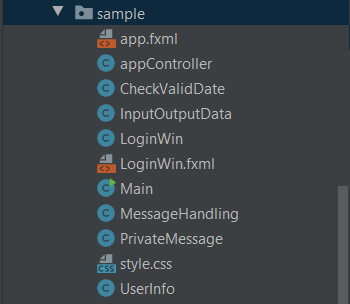 sample
app.fxml
appController
CheckValidDate
InputOutputData
LoginWin
LoginWin.fxml
Main
MessageHandling
PrivateMessage
style.css
UserInfo